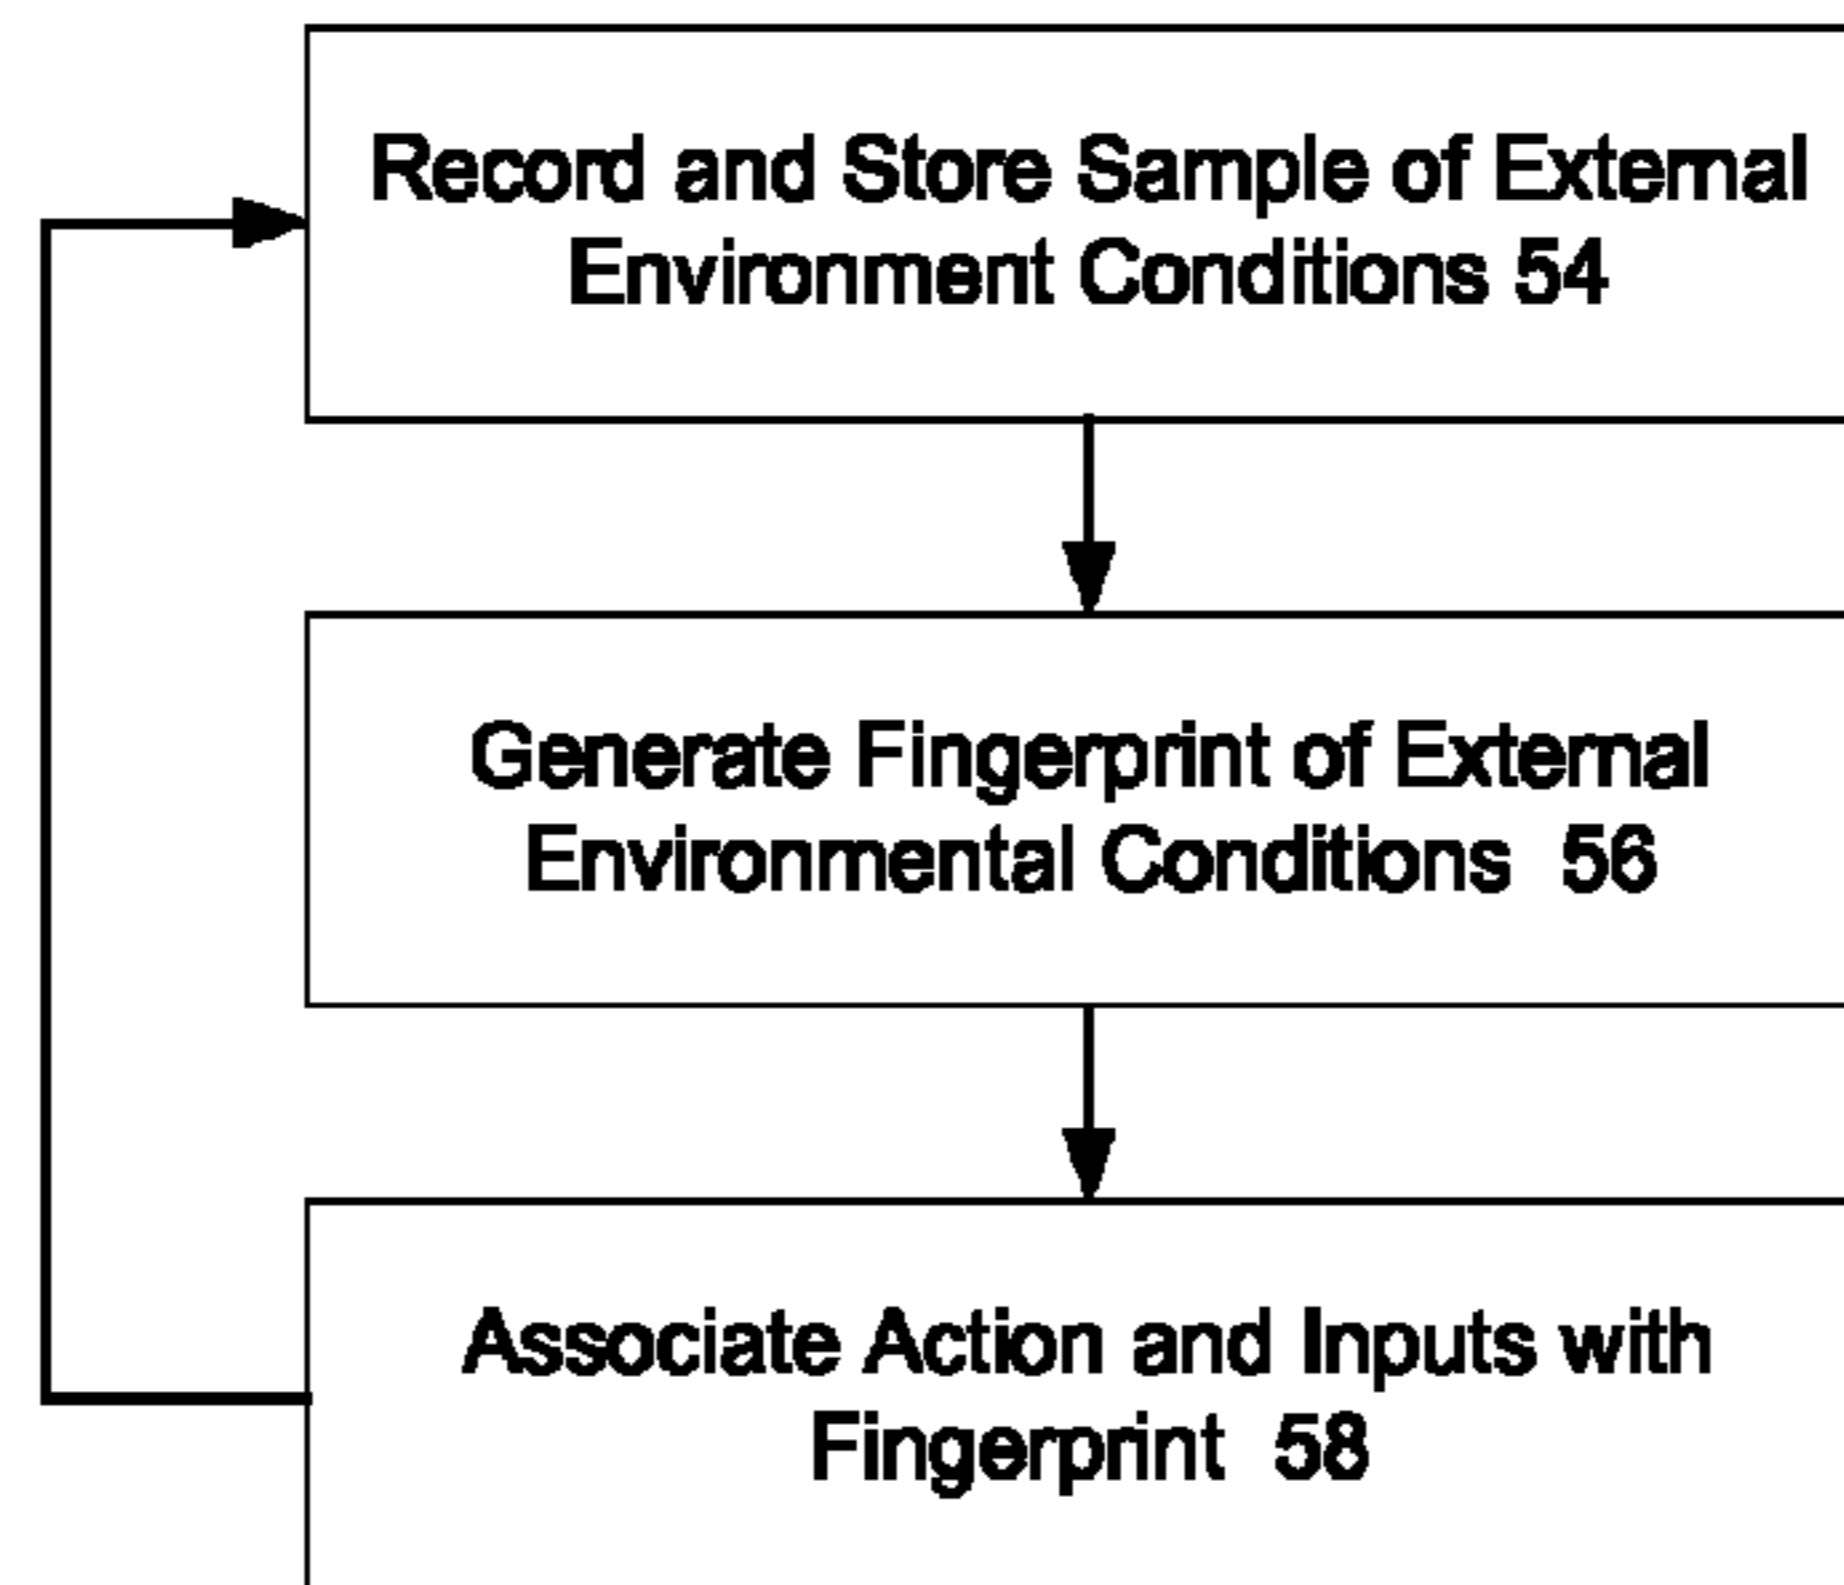 Record and Store Sample of External
Environment Conditions 54
Generate Fingerprint of External
Environmental Conditions 56
Associate Action and Inputs with
Fingerprint 58